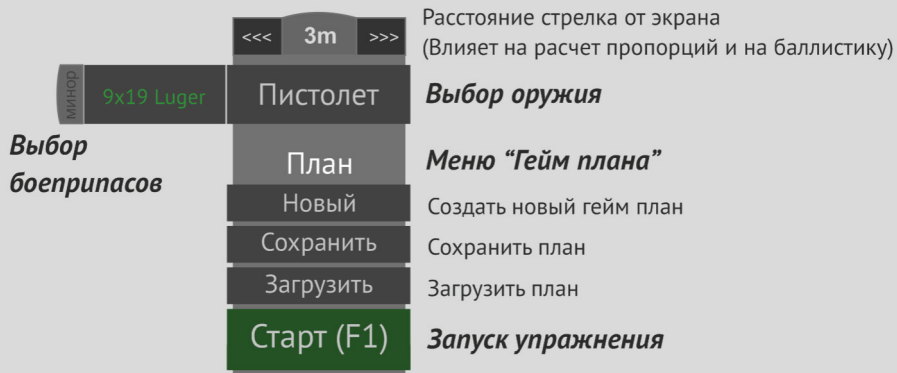 <<< 3m >>>
Расстояние стрелка от экрана
(Влияет на расчет пропорций и на баллистику)
минор
9x19 Luger
Пистолет
Выбор оружия
Выбор
боеприпасов
План
Меню “Гейм плана”
Новый
Создать новый гейм план
Сохранить
Сохранить план
Загрузить
Загрузить план
Старт (F1)
Запуск упражнения